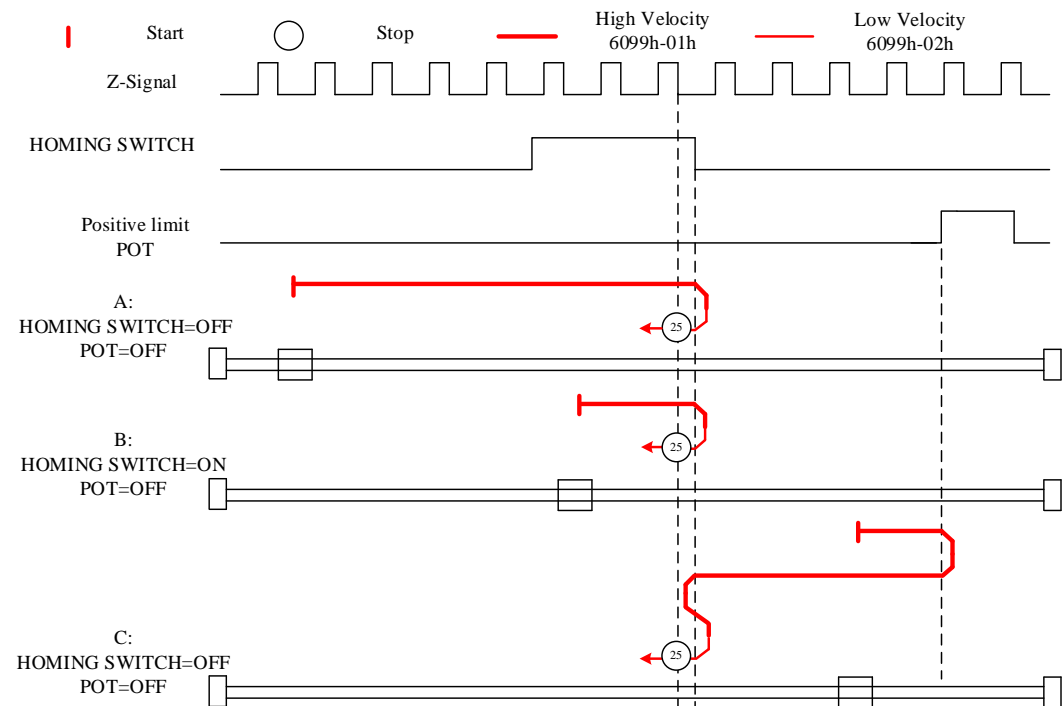 Start
Stop
High Velocity
6099h-01h
Low Velocity
6099h-02h
Z-Signal
HOMING SWITCH
Positive limit
POT
A:
HOMING SWITCH=OFF
POT=OFF
25
B:
HOMING SWITCH=ON
POT=OFF
25
C:
HOMING SWITCH=OFF
POT=OFF
25